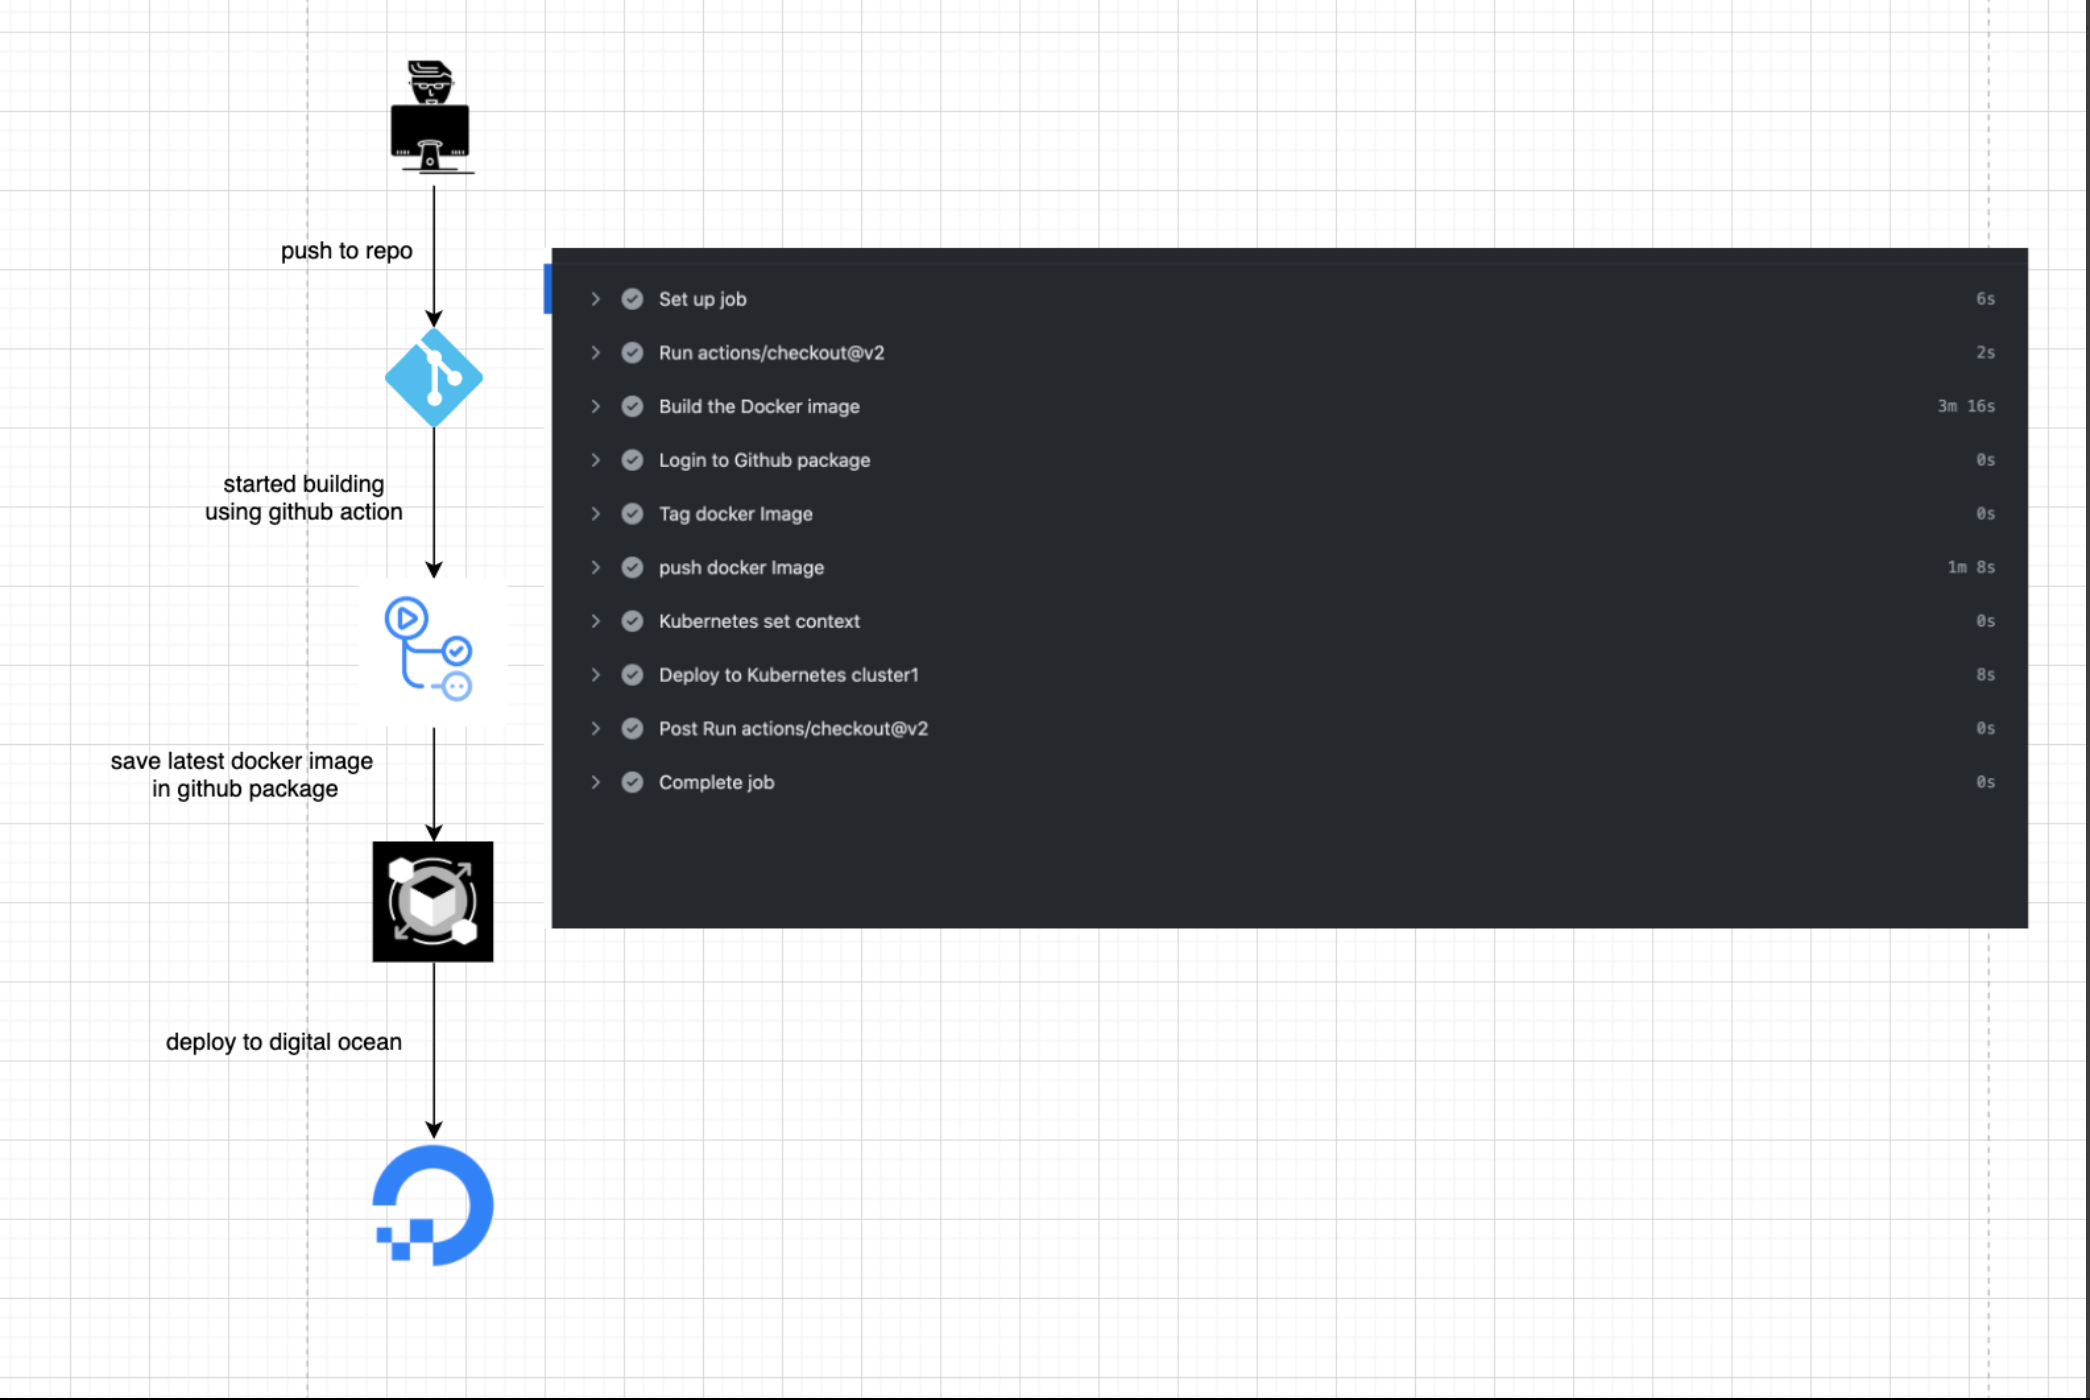 push to repo
started building
using github action
save latest docker image
in github package
deploy to digital ocean
Set up job 6s
Run actions/checkout@v2 2s
Build the Docker image 3m 16s
Login to Github package 0s
Tag docker Image 0s
push docker Image 1m 8s
Kubernetes set context 0s
Deploy to Kubernetes cluster1 8s
Post Run actions/checkout@v2 0s
Complete job 0s